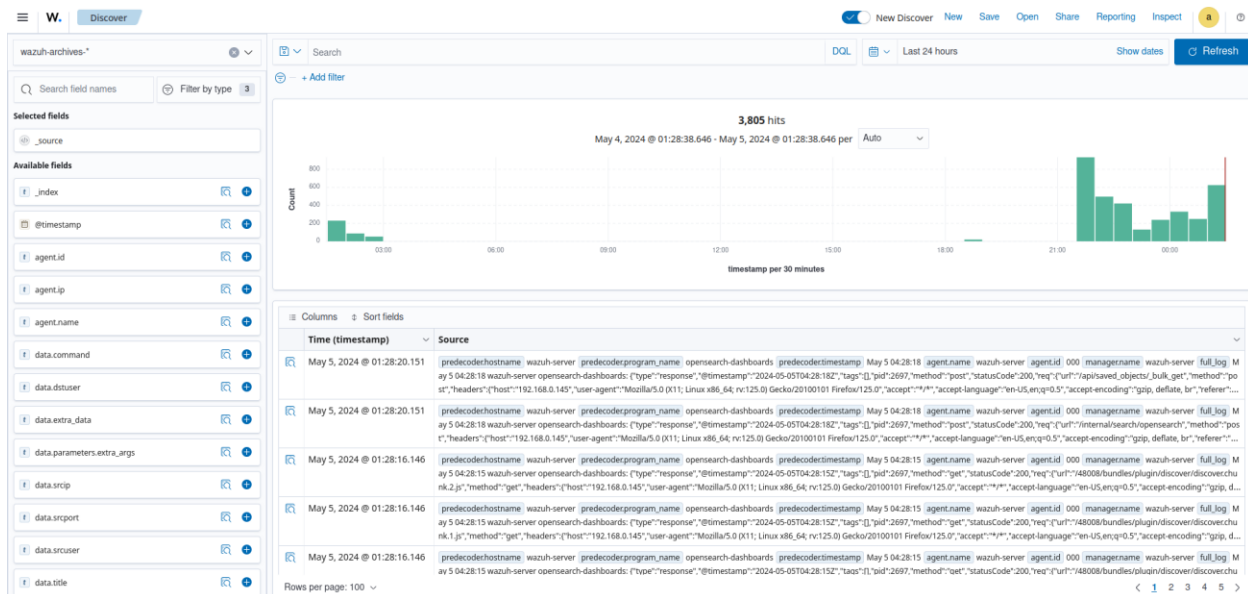 W. Discover New Discover New Save Open Share Reporting Inspect a
wazuh-archives-*
Search DQL Last 24 hours Show dates Refresh
+ Add filter
Search field names Filter by type 3
Selected fields
_source
Available fields
_index
@timestamp
agent.id
agent.ip
agent.name
data.command
data.dstuser
data.extra_data
data.parameters.extra_args
data.srcip
data.srcport
data.srcuser
data.title
3,805 hits
May 4, 2024 @ 01:28:38.646 - May 5, 2024 @ 01:28:38.646 per Auto
Count
800
600
400
200
0
03:00 06:00 09:00 12:00 15:00 18:00 21:00 00:00
timestamp per 30 minutes
Columns Sort fields
Time (timestamp) Source
May 5, 2024 @ 01:28:20.151 predecoder.hostname wazuh-server predecoder.program_name opensearch-dashboards predecoder.timestamp May 5 04:28:18 agent.name wazuh-server agent.id 000 manager.name wazuh-server full_log M
ay 5 04:28:18 wazuh-server opensearch-dashboards: {"type":"response","@timestamp":"2024-05-05T04:28:18Z","tags":[],"pid":2697,"method":"post","statusCode":200,"req":{"url":"/api/saved_objects/_bulk_get","method":"po
st","headers":{"host":"192.168.0.145","user-agent":"Mozilla/5.0 (X11; Linux x86_64; rv:125.0) Gecko/20100101 Firefox/125.0","accept":"*/*","accept-language":"en-US,en;q=0.5","accept-encoding":"gzip, deflate, br","referer":...
May 5, 2024 @ 01:28:20.151 predecoder.hostname wazuh-server predecoder.program_name opensearch-dashboards predecoder.timestamp May 5 04:28:18 agent.name wazuh-server agent.id 000 manager.name wazuh-server full_log M
ay 5 04:28:18 wazuh-server opensearch-dashboards: {"type":"response","@timestamp":"2024-05-05T04:28:18Z","tags":[],"pid":2697,"method":"post","statusCode":200,"req":{"url":"/internal/search/opensearch","method":"pos
t","headers":{"host":"192.168.0.145","user-agent":"Mozilla/5.0 (X11; Linux x86_64; rv:125.0) Gecko/20100101 Firefox/125.0","accept":"*/*","accept-language":"en-US,en;q=0.5","accept-encoding":"gzip, deflate, br","referer":"...
May 5, 2024 @ 01:28:16.146 predecoder.hostname wazuh-server predecoder.program_name opensearch-dashboards predecoder.timestamp May 5 04:28:15 agent.name wazuh-server agent.id 000 manager.name wazuh-server full_log M
ay 5 04:28:15 wazuh-server opensearch-dashboards: {"type":"response","@timestamp":"2024-05-05T04:28:15Z","tags":[],"pid":2697,"method":"get","statusCode":200,"req":{"url":"/48008/bundles/plugin/discover/discover.chu
nk.2.js","method":"get","headers":{"host":"192.168.0.145","user-agent":"Mozilla/5.0 (X11; Linux x86_64; rv:125.0) Gecko/20100101 Firefox/125.0","accept":"*/*","accept-language":"en-US,en;q=0.5","accept-encoding":"gzip, d...
May 5, 2024 @ 01:28:16.146 predecoder.hostname wazuh-server predecoder.program_name opensearch-dashboards predecoder.timestamp May 5 04:28:15 agent.name wazuh-server agent.id 000 manager.name wazuh-server full_log M
ay 5 04:28:15 wazuh-server opensearch-dashboards: {"type":"response","@timestamp":"2024-05-05T04:28:15Z","tags":[],"pid":2697,"method":"get","statusCode":200,"req":{"url":"/48008/bundles/plugin/discover/discover.chu
nk.1.js","method":"get","headers":{"host":"192.168.0.145","user-agent":"Mozilla/5.0 (X11; Linux x86_64; rv:125.0) Gecko/20100101 Firefox/125.0","accept":"*/*","accept-language":"en-US,en;q=0.5","accept-encoding":"gzip, d...
May 5, 2024 @ 01:28:16.146 predecoder.hostname wazuh-server predecoder.program_name opensearch-dashboards predecoder.timestamp May 5 04:28:15 agent.name wazuh-server agent.id 000 manager.name wazuh-server full_log M
ay 5 04:28:15 wazuh-server opensearch-dashboards: {"type":"response","@timestamp":"2024-05-05T04:28:15Z","tags":[],"pid":2697,"method":"get","statusCode":200,"req":{"url":"/48008/bundles/plugin/discover/discover.chu
Rows per page: 100 1 2 3 4 5